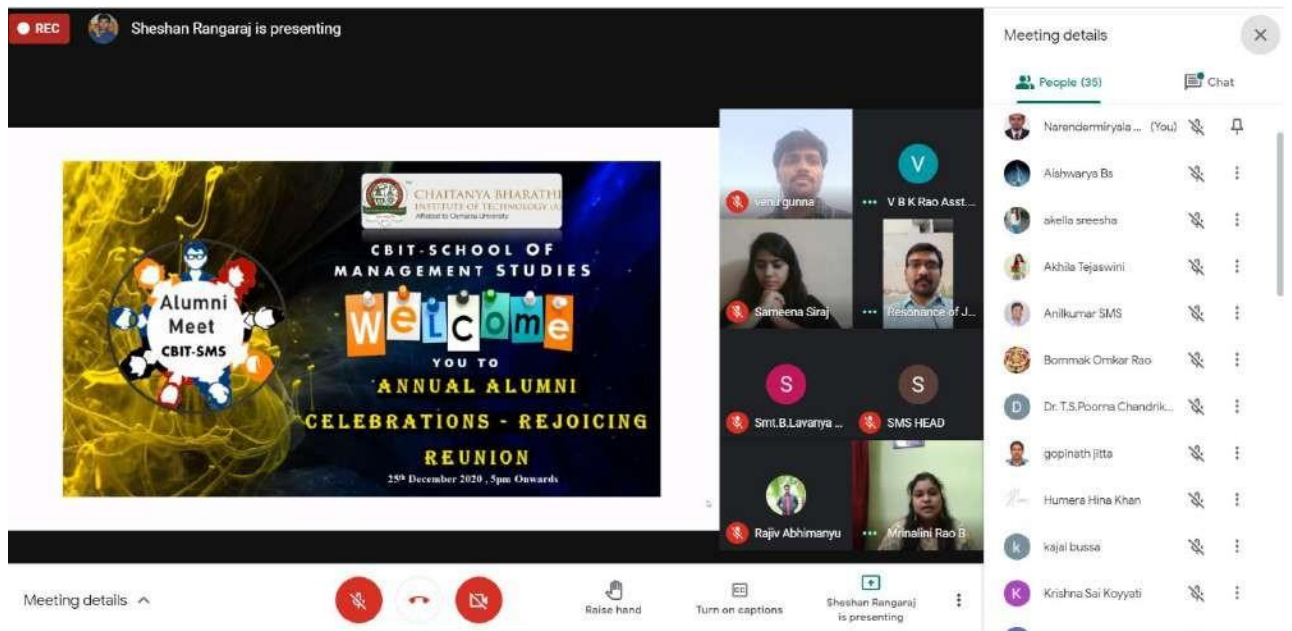 REC
Sheshan Rangaraj is presenting
CHAITANYA BHARATHI
INSTITUTE OF TECHNOLOGY (A)
Affiliated to Osmania University
CBIT-SCHOOL OF
MANAGEMENT STUDIES
Welcome
YOU TO
ANNUAL ALUMNI
CELEBRATIONS - REJOICING
REUNION
25th December 2020 , 5pm Onwards
Alumni
Meet
CBIT-SMS
venu gunna
V
V B K Rao Asst...
Sameena Siraj
Resonance of J...
S
Smt.B.Lavanya ...
S
SMS HEAD
Rajiv Abhimanyu
Mrinalini Rao B
Meeting details
People (35)
Chat
Narendermiryala ... (You)
Aishwarya Bs
akella sreesha
Akhila Tejaswini
Anilkumar SMS
Bommak Omkar Rao
D
Dr. T.S.Poorna Chandrik...
gopinath jitta
Humera Hina Khan
k
kajal bussa
K
Krishna Sai Koyyati
Meeting details
Raise hand
CC
Turn on captions
Sheshan Rangaraj
is presenting